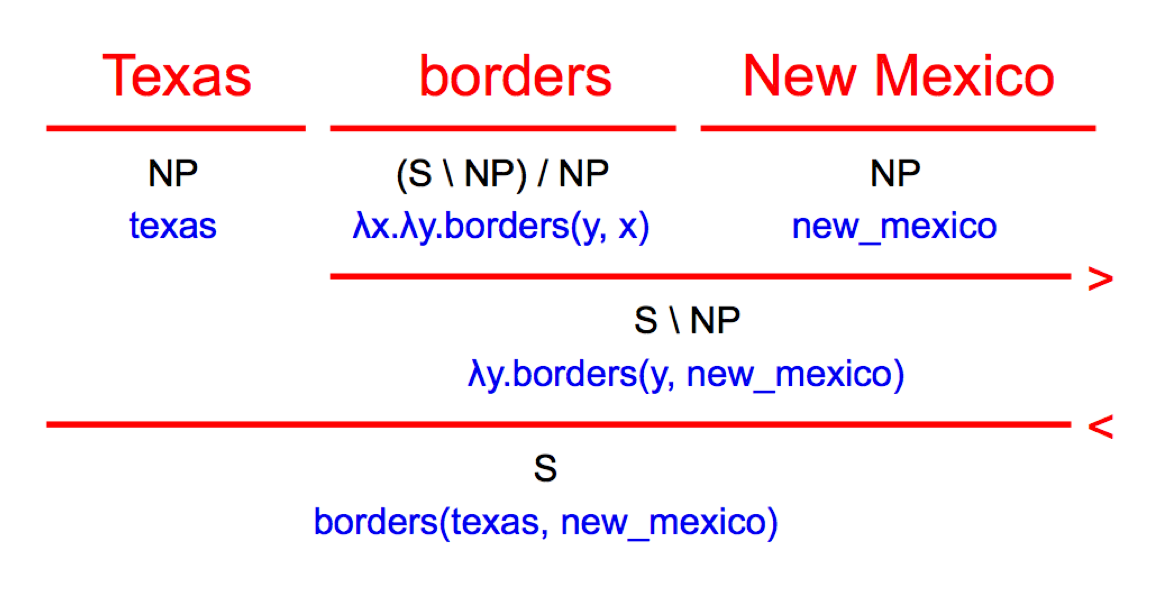 Texas borders New Mexico
NP (S \ NP) / NP NP
texas λx.λy.borders(y, x) new_mexico
>
S \ NP
λy.borders(y, new_mexico)
<
S
borders(texas, new_mexico)